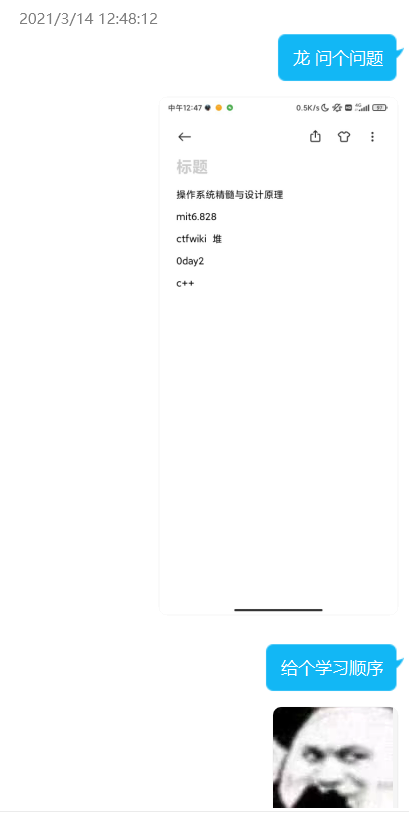 2021/3/14 12:48:12
龙 问个问题
中午12:47
0.5K/s 4G 97
标题
操作系统精髓与设计原理
mit6.828
ctfwiki 堆
0day2
c++
给个学习顺序